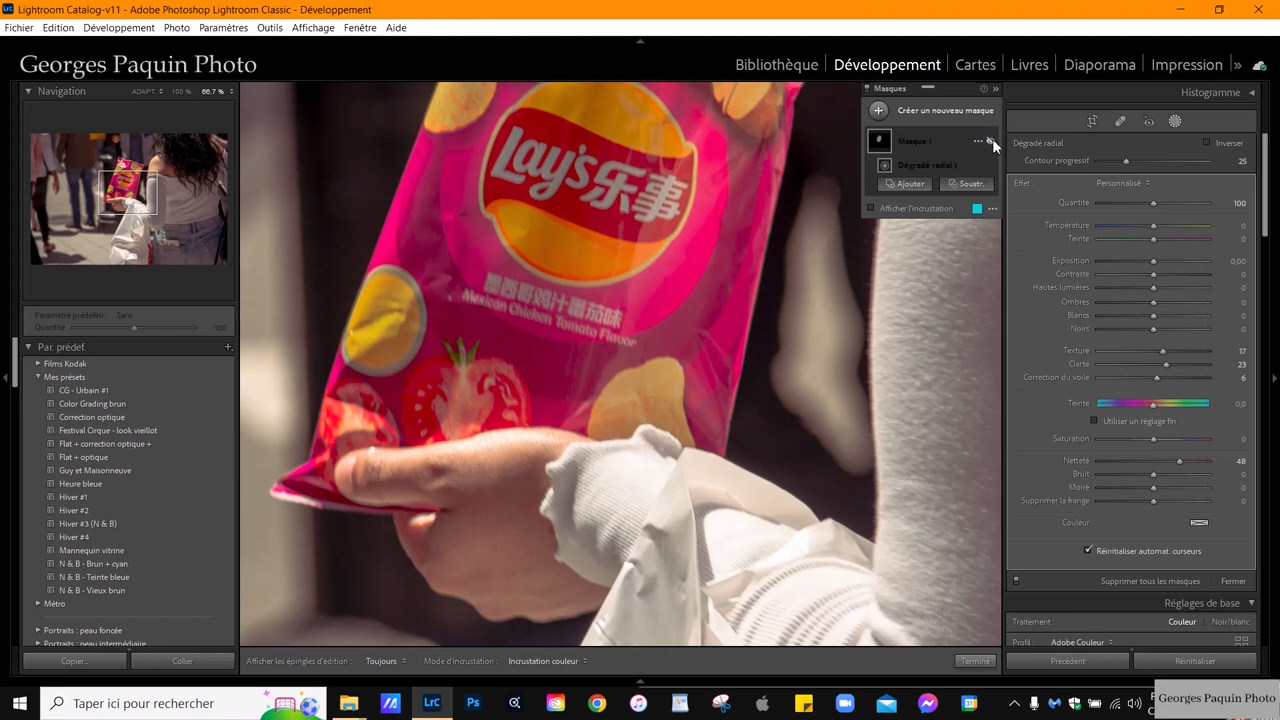 Lightroom Catalog-v11 - Adobe Photoshop Lightroom Classic - Développement
Fichier Edition Développement Photo Paramètres Outils Affichage Fenêtre Aide
Georges Paquin Photo
Bibliothèque Développement Cartes Livres Diaporama Impression »
Navigation ADAPT. 100 % 66,7 %
Paramètre prédéfini : Sans
Quantité 100
Par. prédéf. +
Films Kodak
Mes présets
CG - Urbain #1
Color Grading brun
Correction optique
Festival Cirque - look vieilli
Flat + correction optique +
Flat + optique
Guy et Maisonneuve
Heure bleue
Hiver #1
Hiver #2
Hiver #3 (N & B)
Hiver #4
Mannequin vitrine
N & B - Brun + cyan
N & B - Teinte bleue
N & B - Vieux brun
Métro
Portraits : peau foncée
Portraits : peau intermédiaire
Copier...
Coller
Lay's乐事
墨西哥鸡汁番茄味
Mexican Chicken Tomato Flavor
Masques
Créer un nouveau masque
Masque 1
Dégradé radial 1
Ajouter Soustr.
Afficher l'incrustation
Afficher les épingles d'édition : Toujours Mode d'incrustation : Incrustation couleur
Terminé
Histogramme
Dégradé radial Inverser
Contour progressif 25
Effet : Personnalisé
Quantité 100
Température 0
Teinte 0
Exposition 0,00
Contraste 0
Hautes lumières 0
Ombres 0
Blancs 0
Noirs 0
Texture 17
Clarté 23
Correction du voile 6
Teinte 0,0
Utiliser un réglage fin
Saturation 0
Netteté 48
Bruit 0
Moiré 0
Supprimer la frange 0
Couleur
Réinitialiser automat. curseurs
Supprimer tous les masques Fermer
Réglages de base
Traitement : Couleur Noir/blanc
Profil : Adobe Couleur
Précédent
Réinitialiser
Taper ici pour rechercher
Georges Paquin Photo